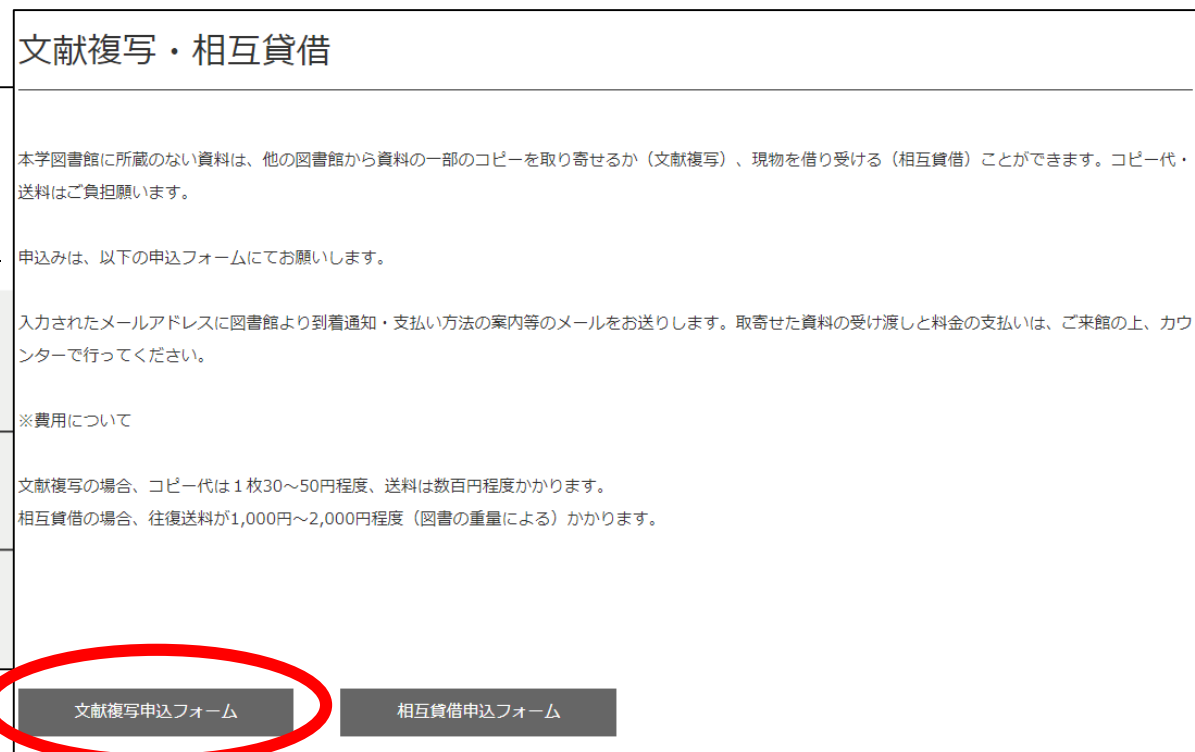 文献複写・相互貸借
本学図書館に所蔵のない資料は、他の図書館から資料の一部のコピーを取り寄せるか（文献複写）、現物を借り受ける（相互貸借）ことができます。コピー代・
送料はご負担願います。
申込みは、以下の申込フォームにてお願いします。
入力されたメールアドレスに図書館より到着通知・支払い方法の案内等のメールをお送りします。取寄せた資料の受け渡しと料金の支払いは、ご来館の上、カウ
ンターで行ってください。
※費用について
文献複写の場合、コピー代は１枚30～50円程度、送料は数百円程度かかります。
相互貸借の場合、往復送料が1,000円～2,000円程度（図書の重量による）かかります。
文献複写申込フォーム
相互貸借申込フォーム